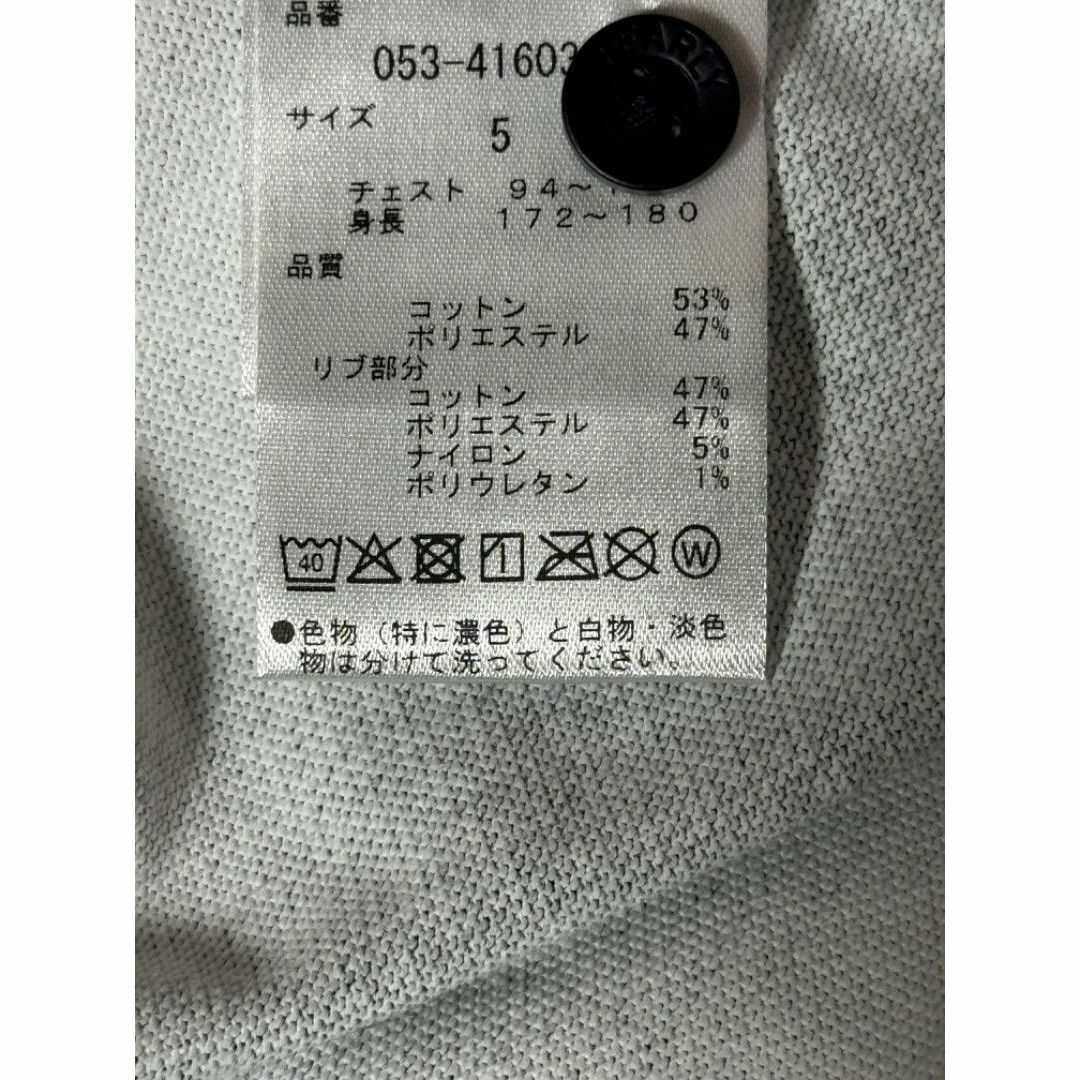 品番
053-41603
サイズ
5
チェスト 94～
身長 172～180
品質
コットン 53%
ポリエステル 47%
リブ部分
コットン 47%
ポリエステル 47%
ナイロン 5%
ポリウレタン 1%
40
1
W
●色物（特に濃色）と白物・淡色
物は分けて洗ってください。